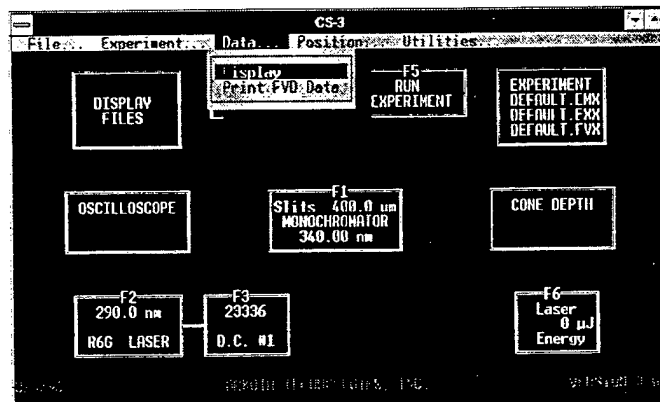 CS-3
File... Experiment... Data... Position... Utilities...
Display
Print FVD Data
DISPLAY
FILES
F5
RUN
EXPERIMENT
EXPERIMENT
DEFAULT.EMX
DEFAULT.EXX
DEFAULT.FVX
OSCILLOSCOPE
F1
Slits 400.0 um
MONOCHROMATOR
340.00 nm
CONE DEPTH
F2
290.0 nm
R6G LASER
F3
23336
D.C. #1
F6
Laser
0 µJ
Energy
INC.